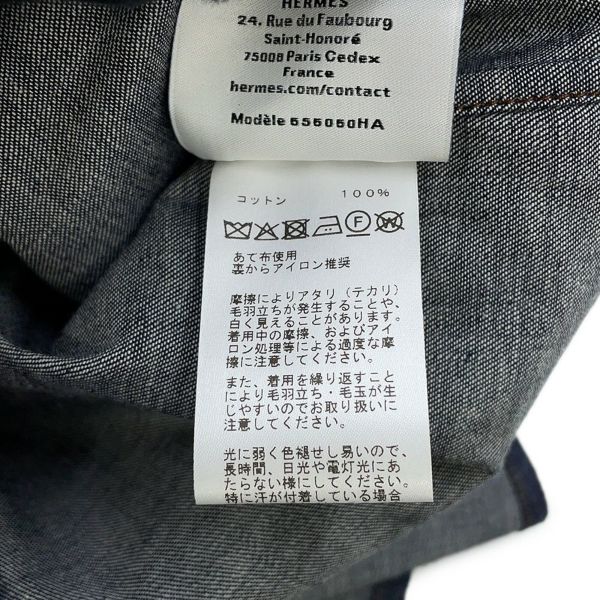 HERMÈS
24, Rue du Faubourg
Saint-Honoré
75008 Paris Cedex
France
hermes.com/contact
Modèle 656060HA
コットン 100%
F W
あて布使用
裏からアイロン推奨
摩擦によりアタリ（テカリ）
毛羽立ちが発生することや、
白く見えることがあります。
着用中の摩擦、およびアイ
ロン処理等による過度な摩
擦に注意してください。
また、着用を繰り返すこと
により毛羽立ち・毛玉が生
じやすいのでお取り扱いに
注意してください。
光に弱く色褪せし易いので、
長時間、日光や電灯光にあ
たらない様にしてください。
特に汗が付着している場合